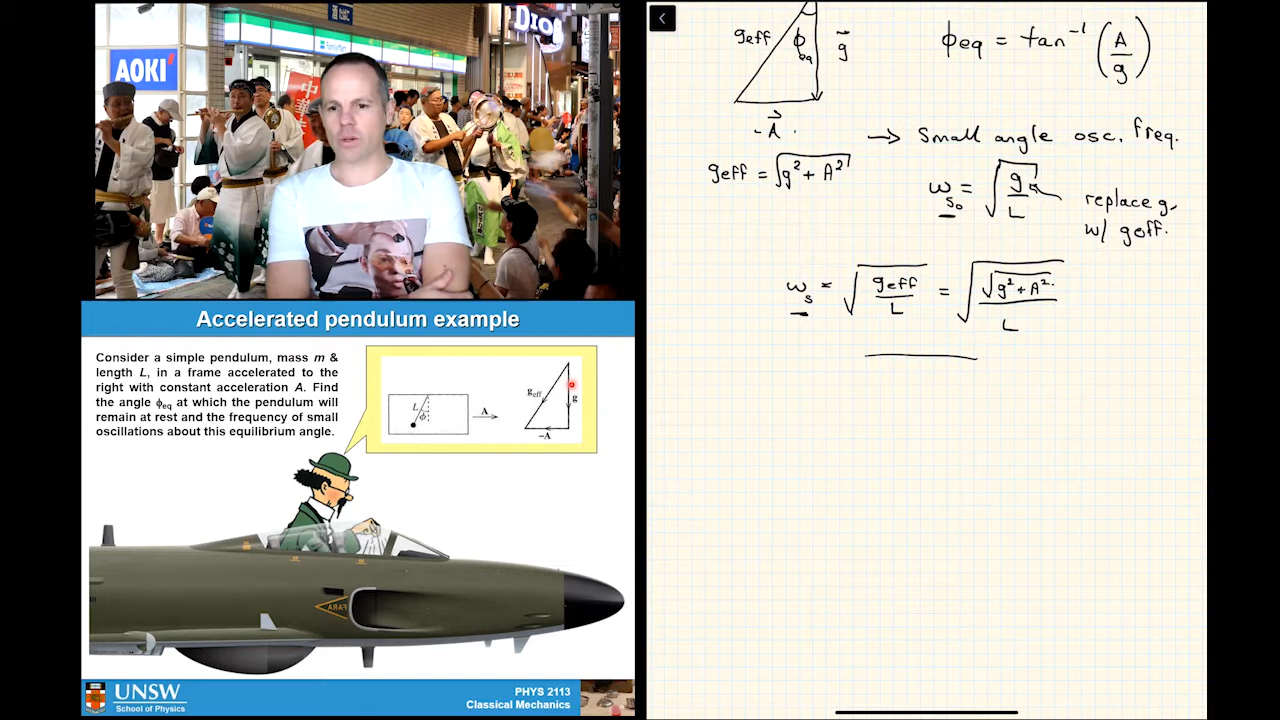 AOKI
FamilyMart
Accelerated pendulum example
Consider a simple pendulum, mass m &
length L, in a frame accelerated to the
right with constant acceleration A. Find
the angle ϕeq at which the pendulum will
remain at rest and the frequency of small
oscillations about this equilibrium angle.
L
ϕ
A
geff
g
−A
UNSW
School of Physics
PHYS 2113
Classical Mechanics
geff
ϕeq
g⃗
-A⃗
ϕeq = tan⁻¹ (A/g)
→ Small angle osc. freq.
geff = √(g² + A²)
ωs₀ = √(g/L)
replace g
w/ geff.
ωs = √(geff/L) = √(√(g² + A²)/L)